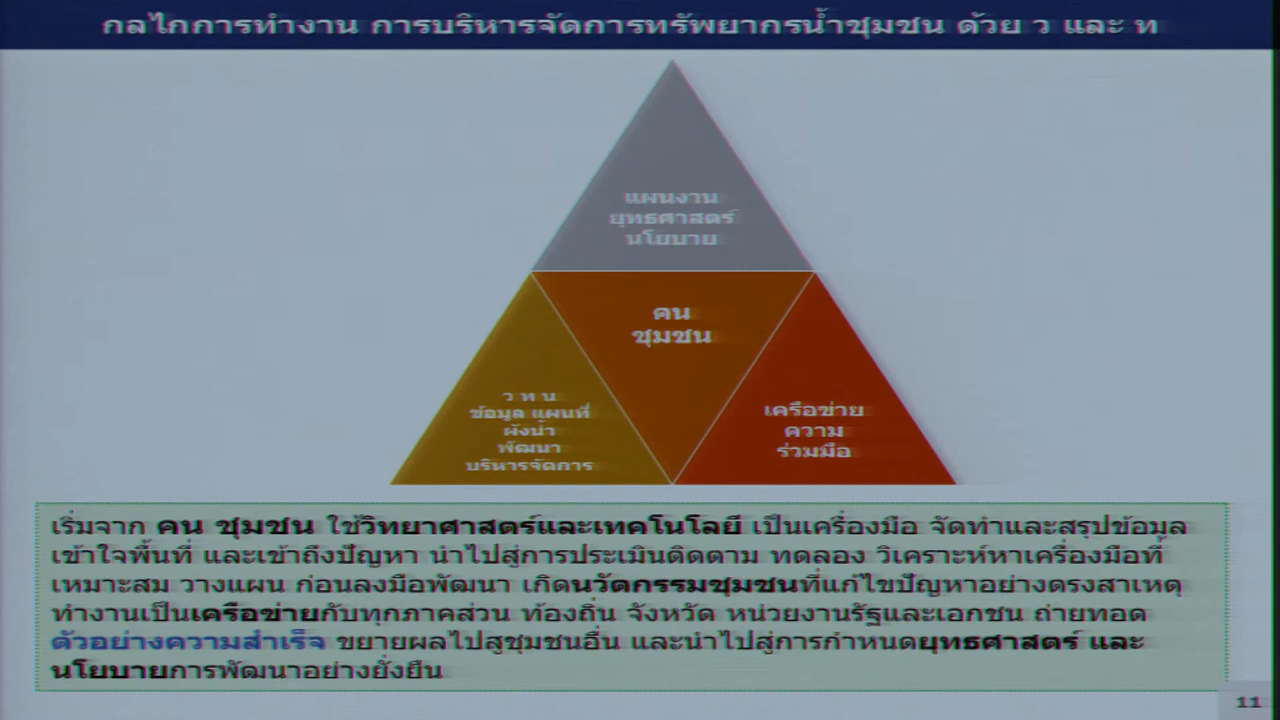 กลไกการทำงาน การบริหารจัดการทรัพยากรน้ำชุมชน ด้วย ว และ ท
แผนงาน
ยุทธศาสตร์
นโยบาย
คน
ชุมชน
ว ท น
ข้อมูล แผนที่
ผังน้ำ
พัฒนา
บริหารจัดการ
เครือข่าย
ความ
ร่วมมือ
เริ่มจาก คน ชุมชน ใช้วิทยาศาสตร์และเทคโนโลยี เป็นเครื่องมือ จัดทำและสรุปข้อมูล
เข้าใจพื้นที่ และเข้าถึงปัญหา นำไปสู่การประเมินติดตาม ทดลอง วิเคราะห์หาเครื่องมือที่
เหมาะสม วางแผน ก่อนลงมือพัฒนา เกิดนวัตกรรมชุมชนที่แก้ไขปัญหาอย่างตรงสาเหตุ
ทำงานเป็นเครือข่ายกับทุกภาคส่วน ท้องถิ่น จังหวัด หน่วยงานรัฐและเอกชน ถ่ายทอด
ตัวอย่างความสำเร็จ ขยายผลไปสู่ชุมชนอื่น และนำไปสู่การกำหนดยุทธศาสตร์ และ
นโยบายการพัฒนาอย่างยั่งยืน
11